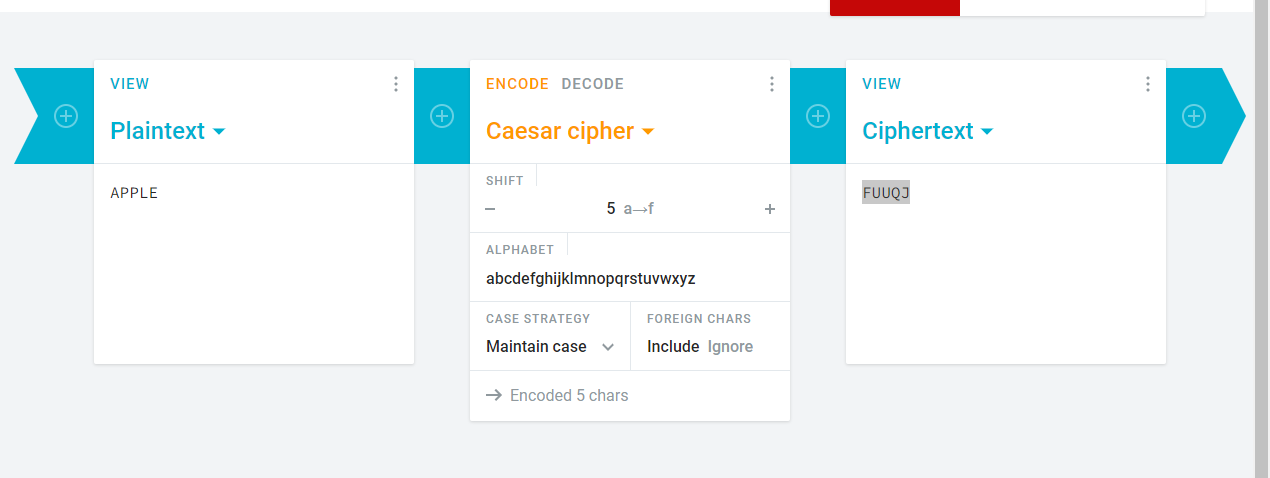 VIEW
Plaintext
APPLE
ENCODE DECODE
Caesar cipher
SHIFT
− 5 a→f +
ALPHABET
abcdefghijklmnopqrstuvwxyz
CASE STRATEGY
Maintain case
FOREIGN CHARS
Include Ignore
→ Encoded 5 chars
VIEW
Ciphertext
FUUQJ